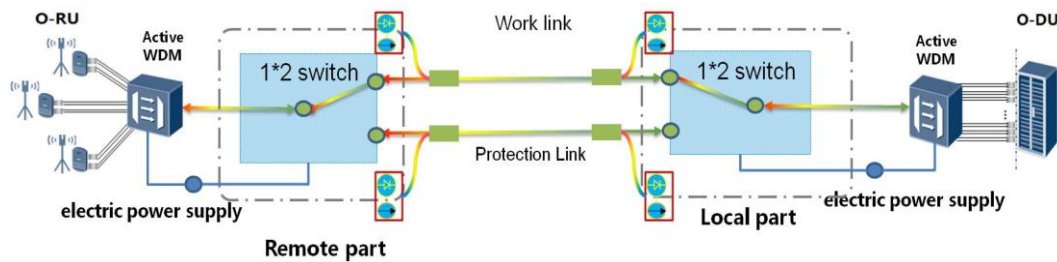 O-RU
Active
WDM
1*2 switch
Work link
1*2 switch
Active
WDM
O-DU
Protection Link
electric power supply
Remote part
Local part
electric power supply